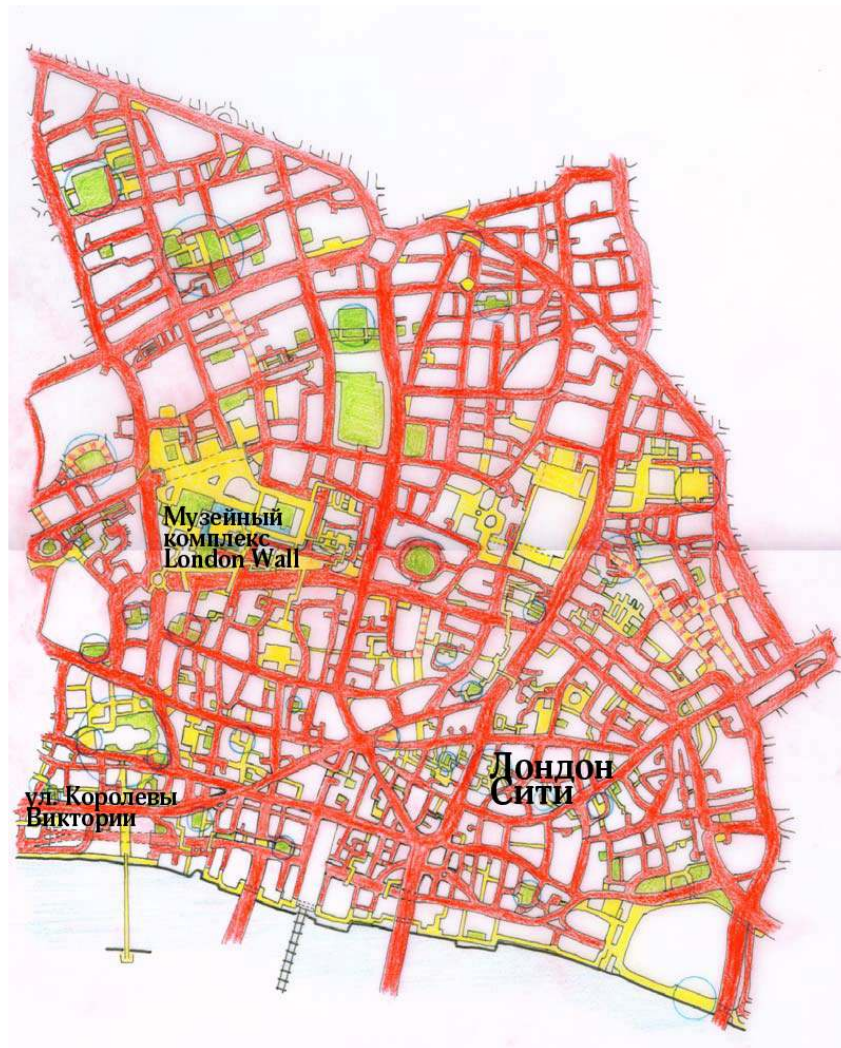 Музейный
комплекс
London Wall
Лондон
Сити
ул. Королевы
Виктории